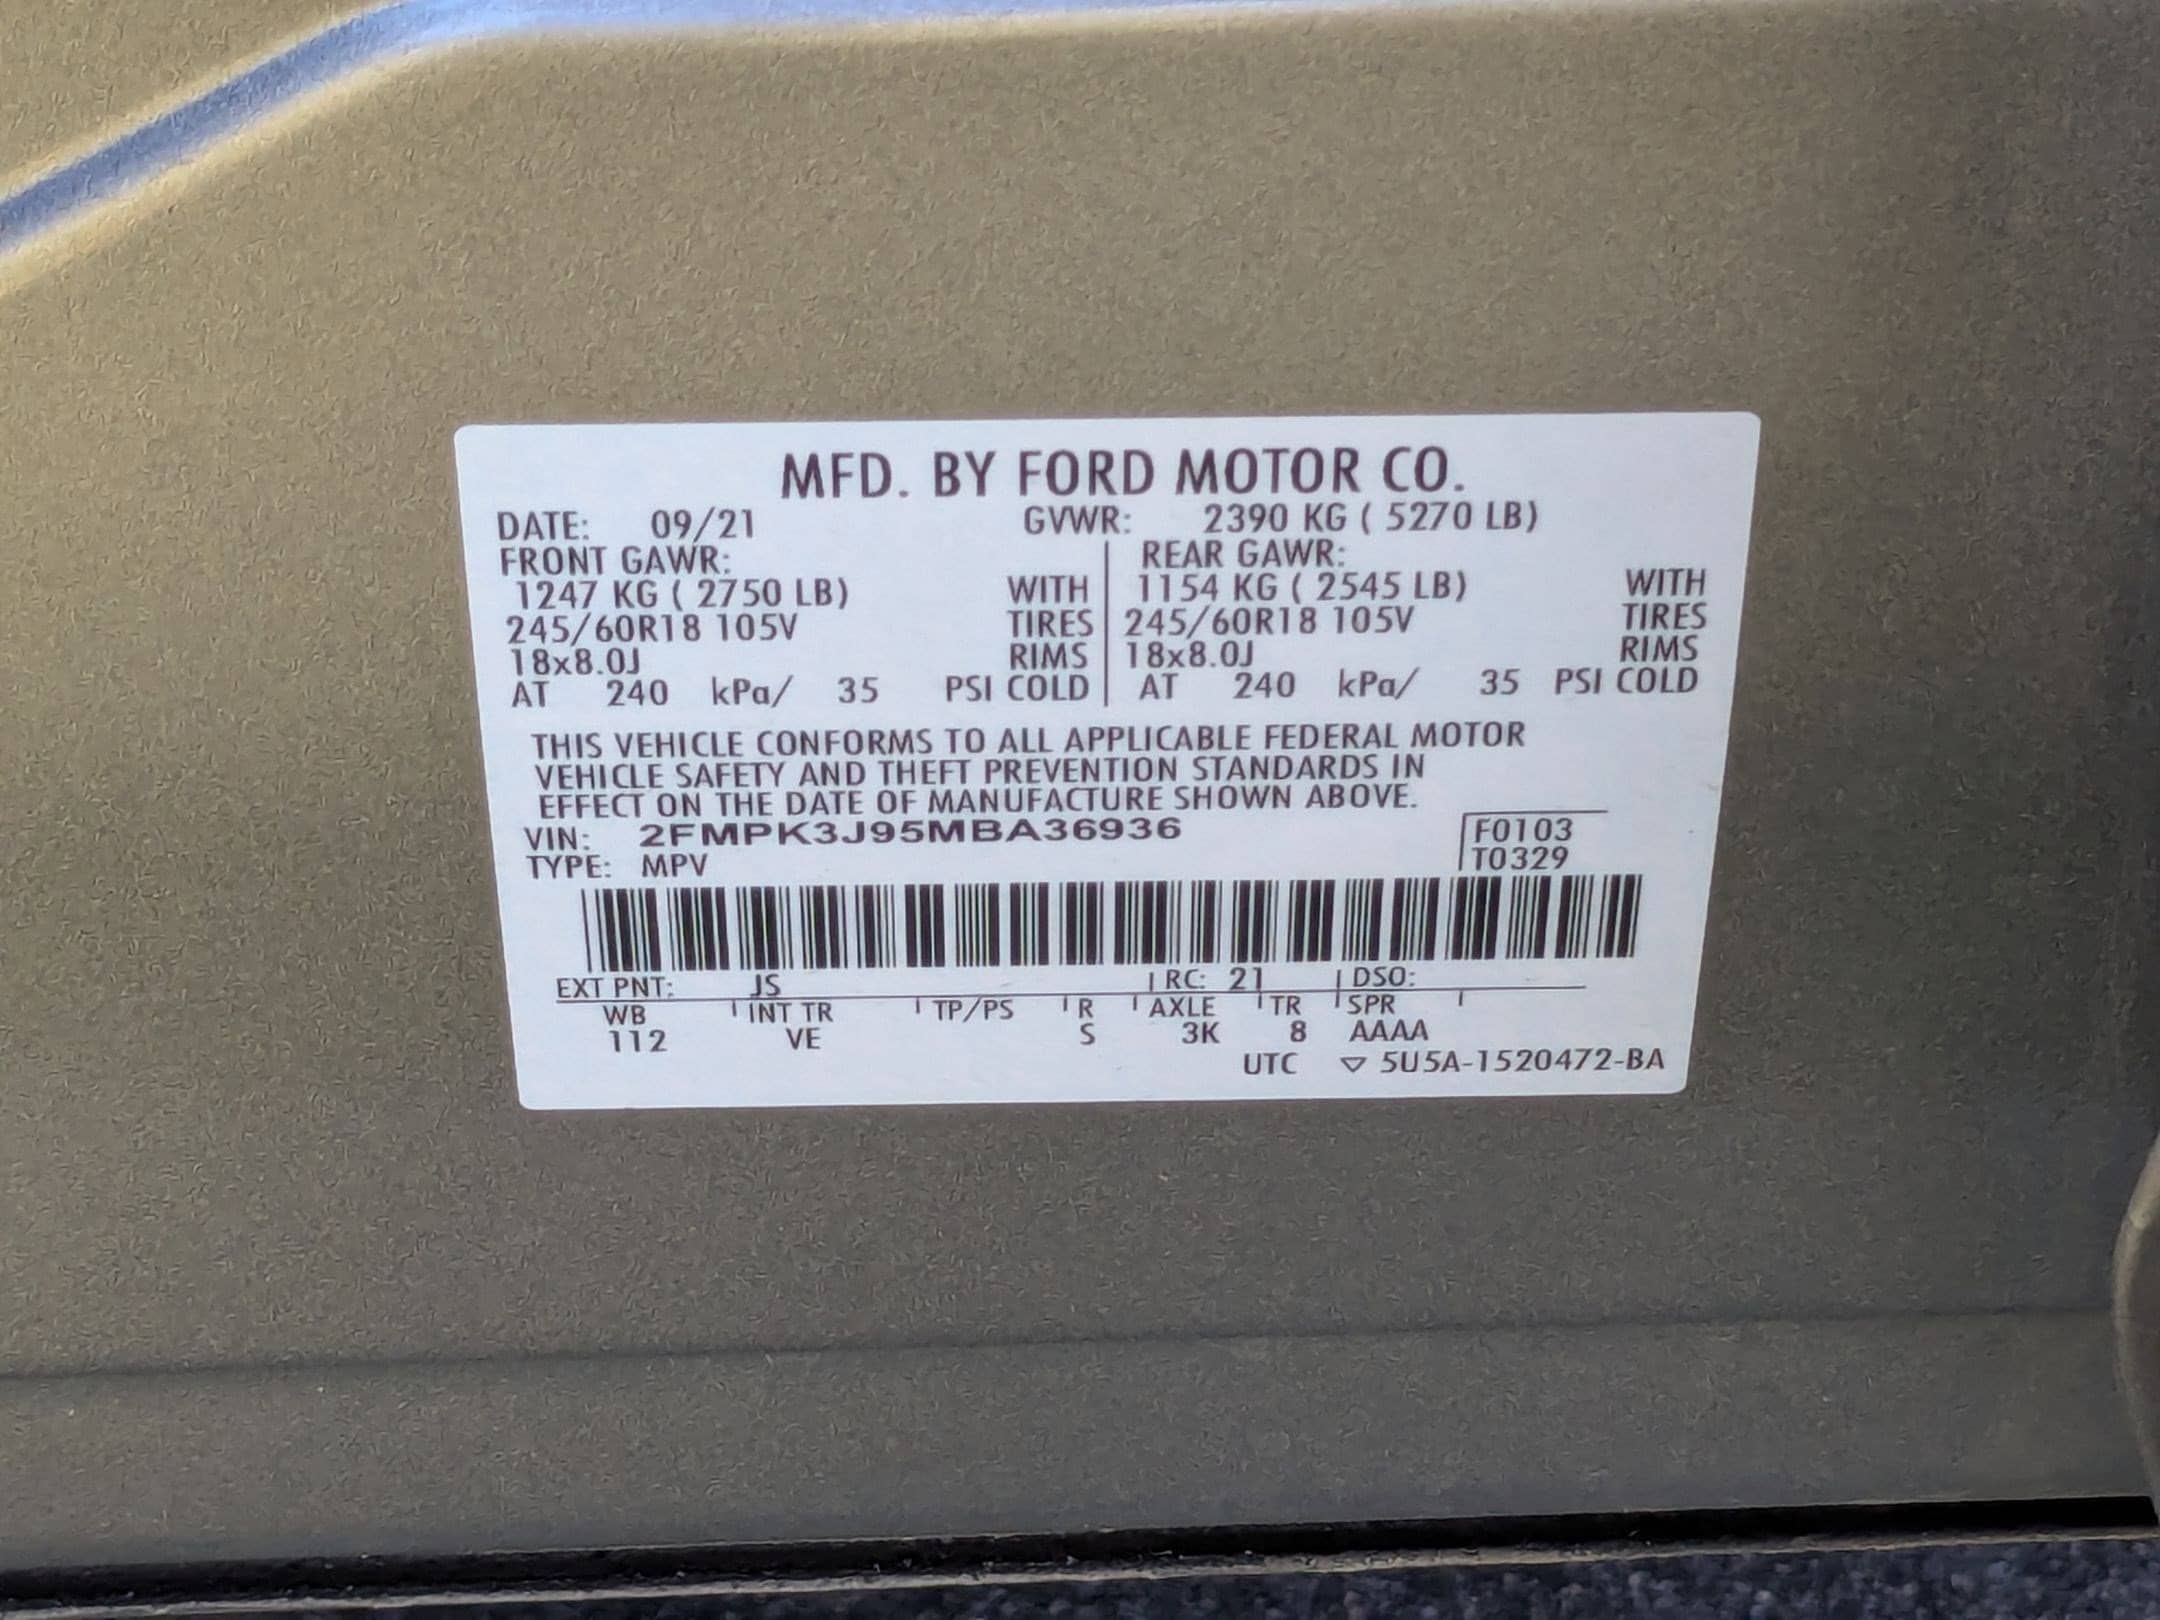 MFD. BY FORD MOTOR CO.
DATE: 09/21 GVWR: 2390 KG ( 5270 LB)
FRONT GAWR: REAR GAWR:
1247 KG ( 2750 LB) WITH 1154 KG ( 2545 LB) WITH
245/60R18 105V TIRES 245/60R18 105V TIRES
18x8.0J RIMS 18x8.0J RIMS
AT 240 kPa/ 35 PSI COLD AT 240 kPa/ 35 PSI COLD
THIS VEHICLE CONFORMS TO ALL APPLICABLE FEDERAL MOTOR
VEHICLE SAFETY AND THEFT PREVENTION STANDARDS IN
EFFECT ON THE DATE OF MANUFACTURE SHOWN ABOVE.
VIN: 2FMPK3J95MBA36936 F0103
TYPE: MPV T0329
EXT PNT: JS RC: 21 DSO:
WB INT TR TP/PS R AXLE TR SPR
112 VE S 3K 8 AAAA
UTC ▽ 5U5A-1520472-BA